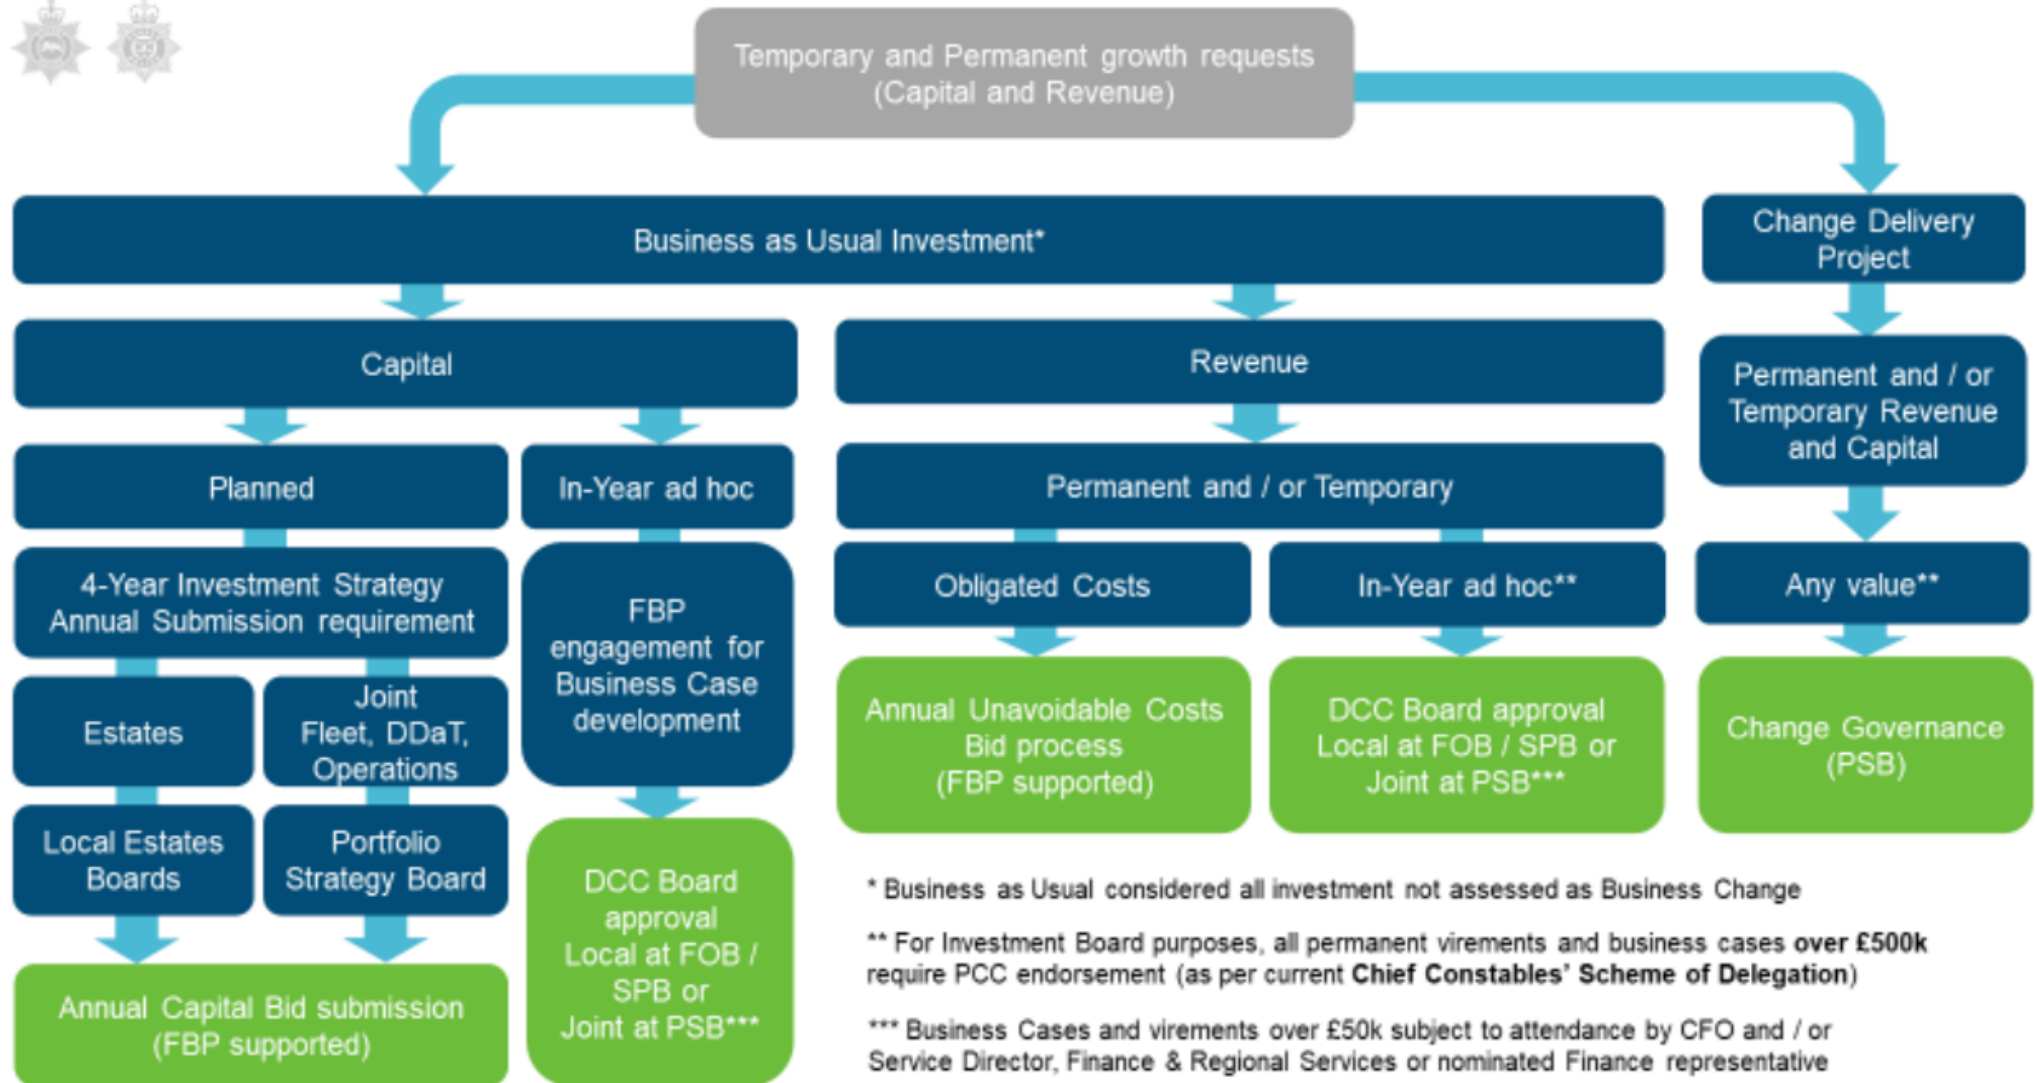 Temporary and Permanent growth requests
(Capital and Revenue)
Business as Usual Investment*
Change Delivery
Project
Capital
Revenue
Permanent and / or
Temporary Revenue
and Capital
Planned
In-Year ad hoc
Permanent and / or Temporary
4-Year Investment Strategy
Annual Submission requirement
FBP
engagement for
Business Case
development
Obligated Costs
In-Year ad hoc**
Any value**
Estates
Joint
Fleet, DDaT,
Operations
Annual Unavoidable Costs
Bid process
(FBP supported)
DCC Board approval
Local at FOB / SPB or
Joint at PSB***
Change Governance
(PSB)
Local Estates
Boards
Portfolio
Strategy Board
DCC Board
approval
Local at FOB /
SPB or
Joint at PSB***
Annual Capital Bid submission
(FBP supported)
* Business as Usual considered all investment not assessed as Business Change
** For Investment Board purposes, all permanent virements and business cases over £500k
require PCC endorsement (as per current Chief Constables' Scheme of Delegation)
*** Business Cases and virements over £50k subject to attendance by CFO and / or
Service Director, Finance & Regional Services or nominated Finance representative